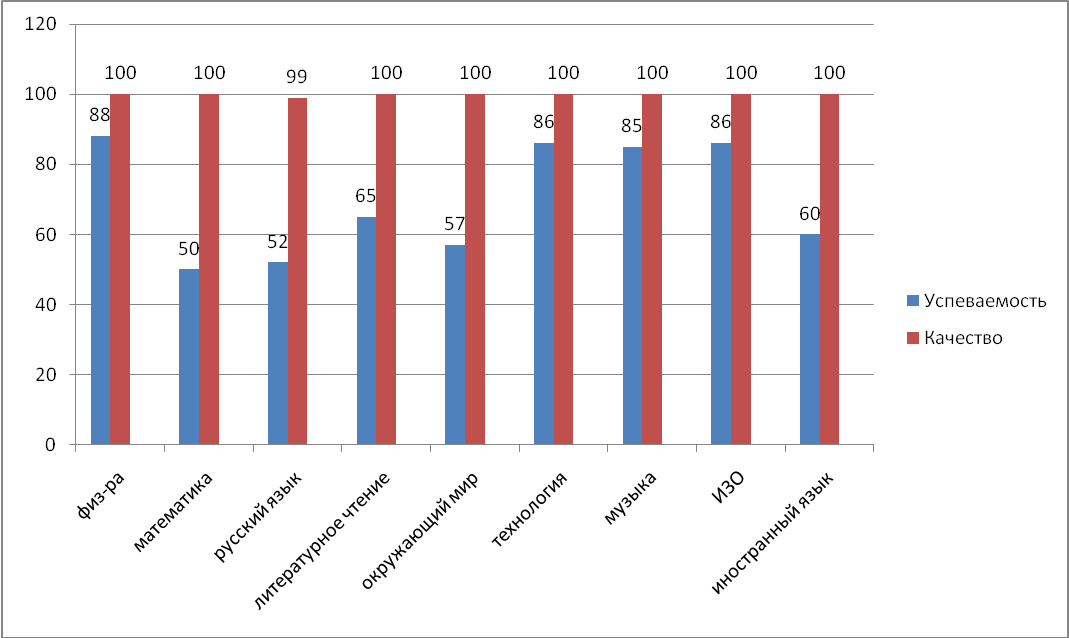 120
100
80
60
40
20
0
88
100
50
100
52
99
65
100
57
100
86
100
85
100
86
100
60
100
физ-ра
математика
русский язык
литературное чтение
окружающий мир
технология
музыка
ИЗО
иностранный язык
Успеваемость
Качество